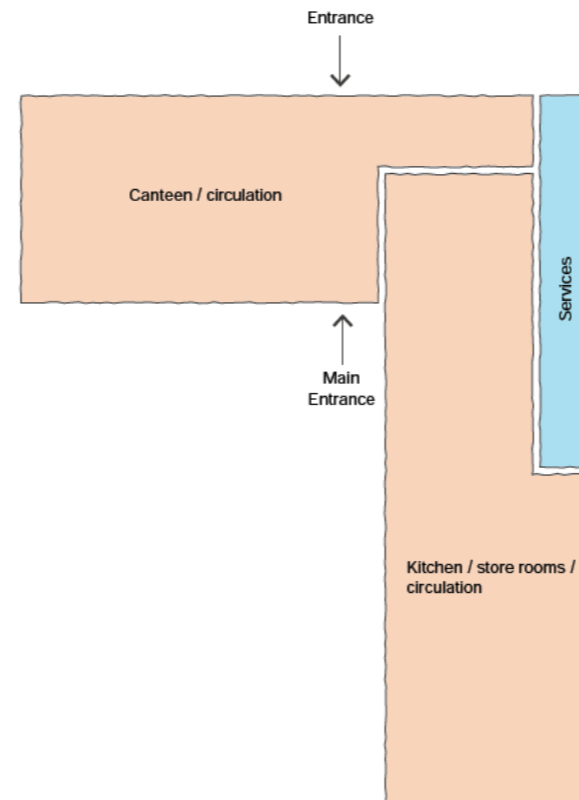 Entrance
Canteen / circulation
Services
Main
Entrance
Kitchen / store rooms /
circulation